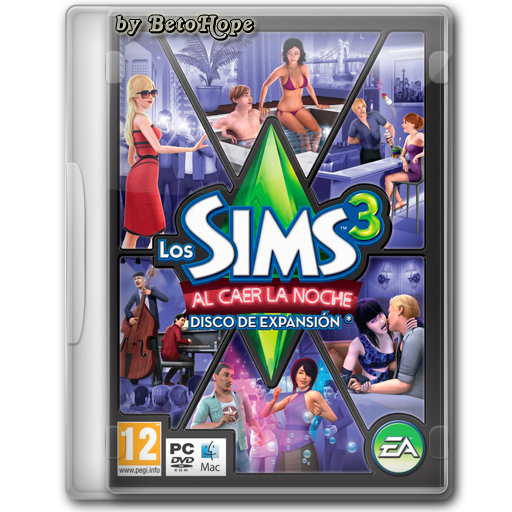 by BetoHope
Los SIMS 3 ™
AL CAER LA NOCHE
DISCO DE EXPANSIÓN
12
www.pegi.info
PC
DVD
ROM
Mac
EA